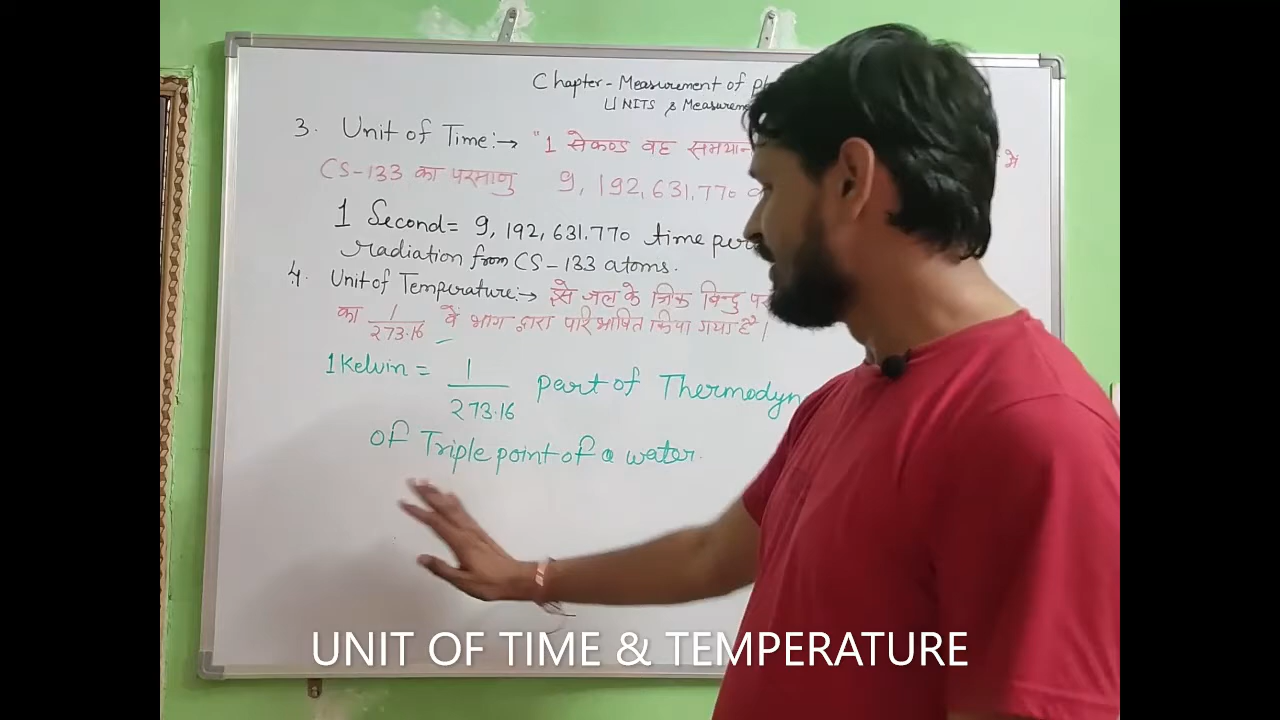 Chapter- Measurement of
UNITS & Measurem
3. Unit of Time:→ "1 सेकण्ड वह समयान
में
CS-133 का परमाणु 9, 192, 631.770
1 Second= 9, 192, 631.770 time per
radiation from CS-133 atoms.
4. Unit of Temperature:→ इसे जल के त्रिक बिन्दु पर
का 1/273.16 वें भाग द्वारा परिभाषित किया गया है।
1 Kelvin = 1/273.16 part of Thermodyn
of Triple point of a water.
UNIT OF TIME & TEMPERATURE